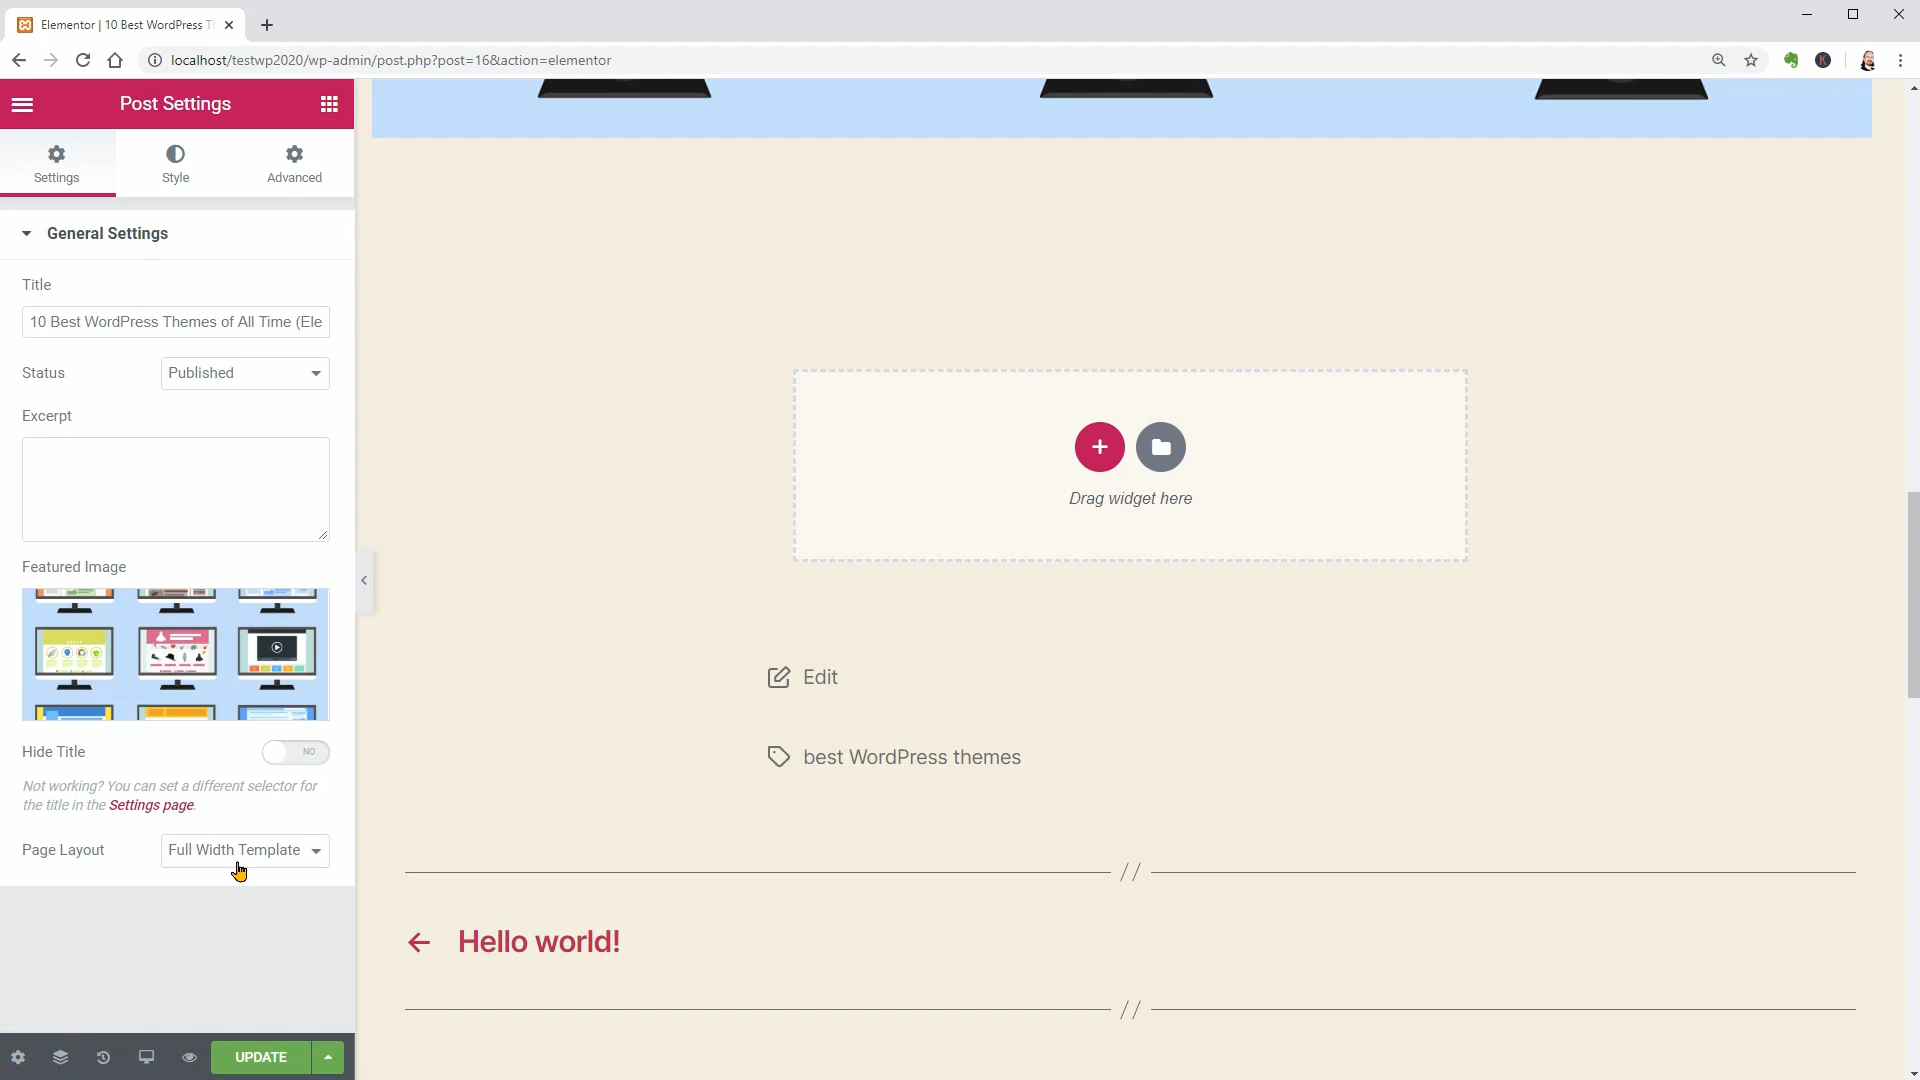 Elementor | 10 Best WordPress T
localhost/testwp2020/wp-admin/post.php?post=16&action=elementor
K
Post Settings
Settings
Style
Advanced
General Settings
Title
10 Best WordPress Themes of All Time (Ele
Status
Published
Excerpt
Featured Image
Hide Title
NO
Not working? You can set a different selector for
the title in the Settings page.
Page Layout
Full Width Template
UPDATE
Drag widget here
Edit
best WordPress themes
//
Hello world!
//